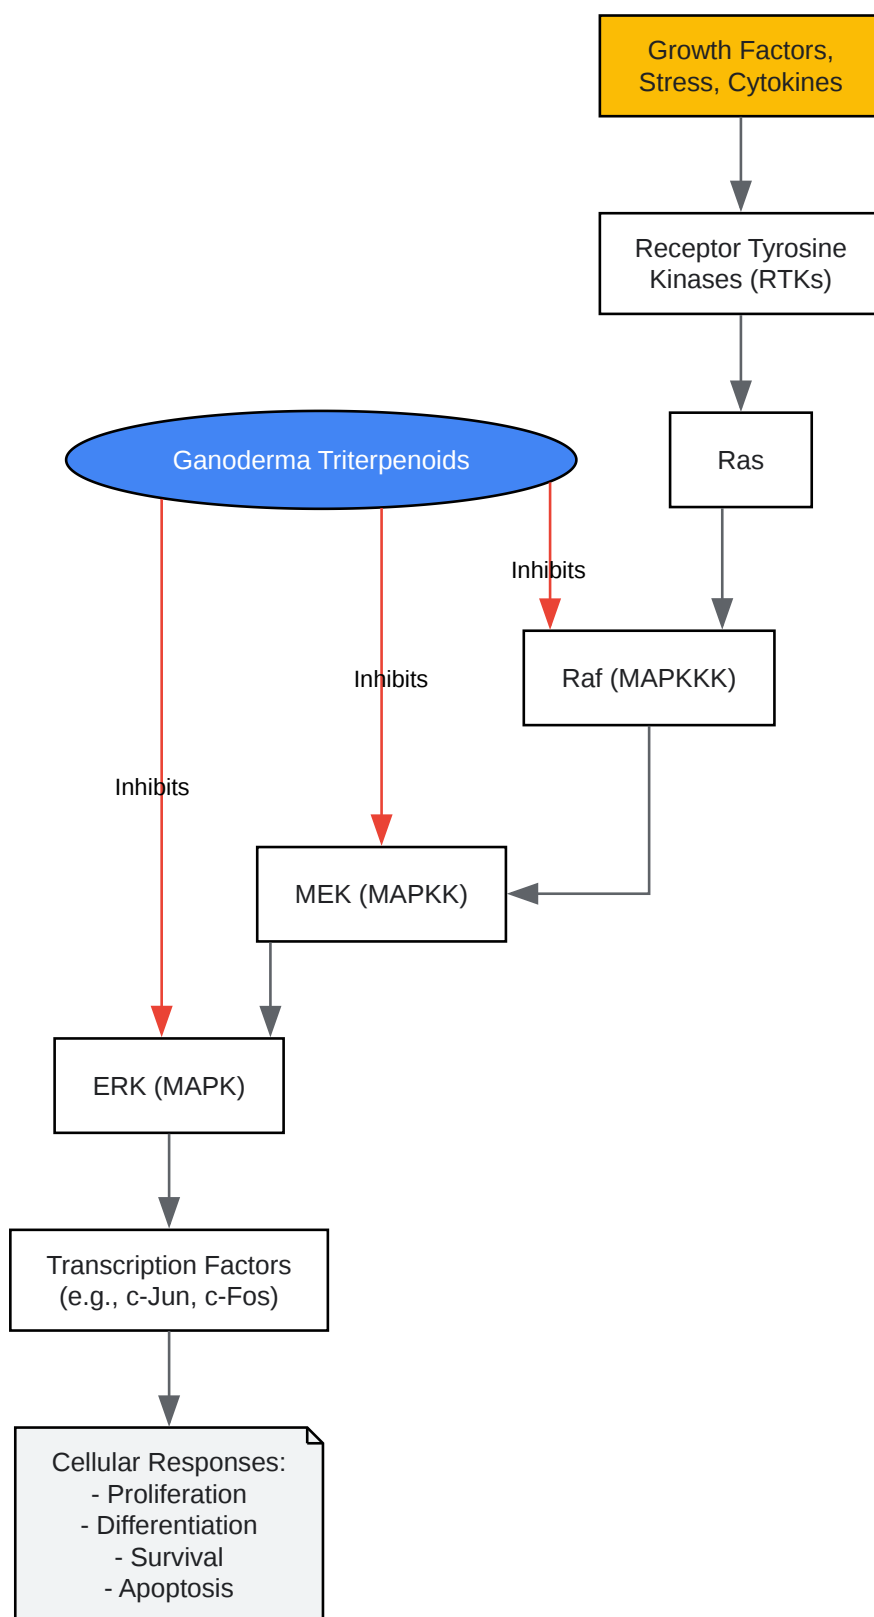 Growth Factors,
Stress, Cytokines
Receptor Tyrosine
Kinases (RTKs)
Ganoderma Triterpenoids
Ras
Inhibits
Inhibits
Raf (MAPKKK)
Inhibits
MEK (MAPKK)
ERK (MAPK)
Transcription Factors
(e.g., c-Jun, c-Fos)
Cellular Responses:
- Proliferation
- Differentiation
- Survival
- Apoptosis